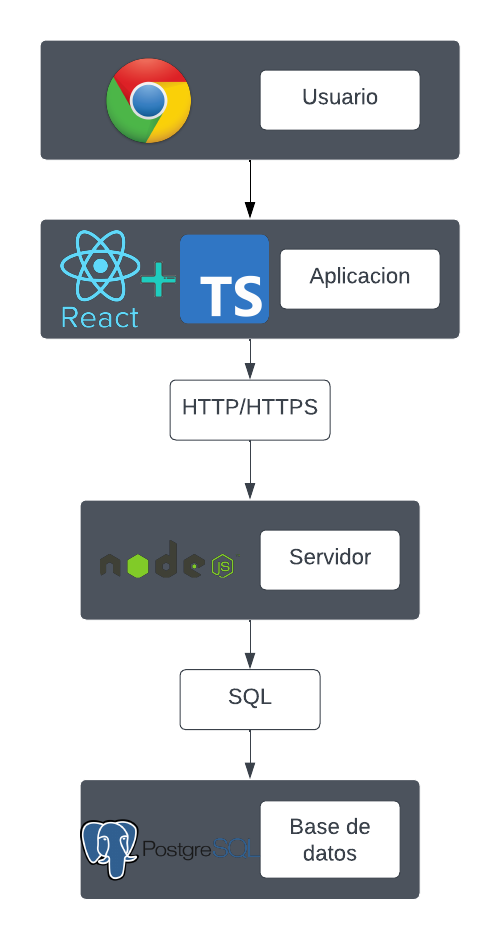 Usuario
React
TS
Aplicacion
HTTP/HTTPS
node
JS
Servidor
SQL
PostgreSQL
Base de
datos